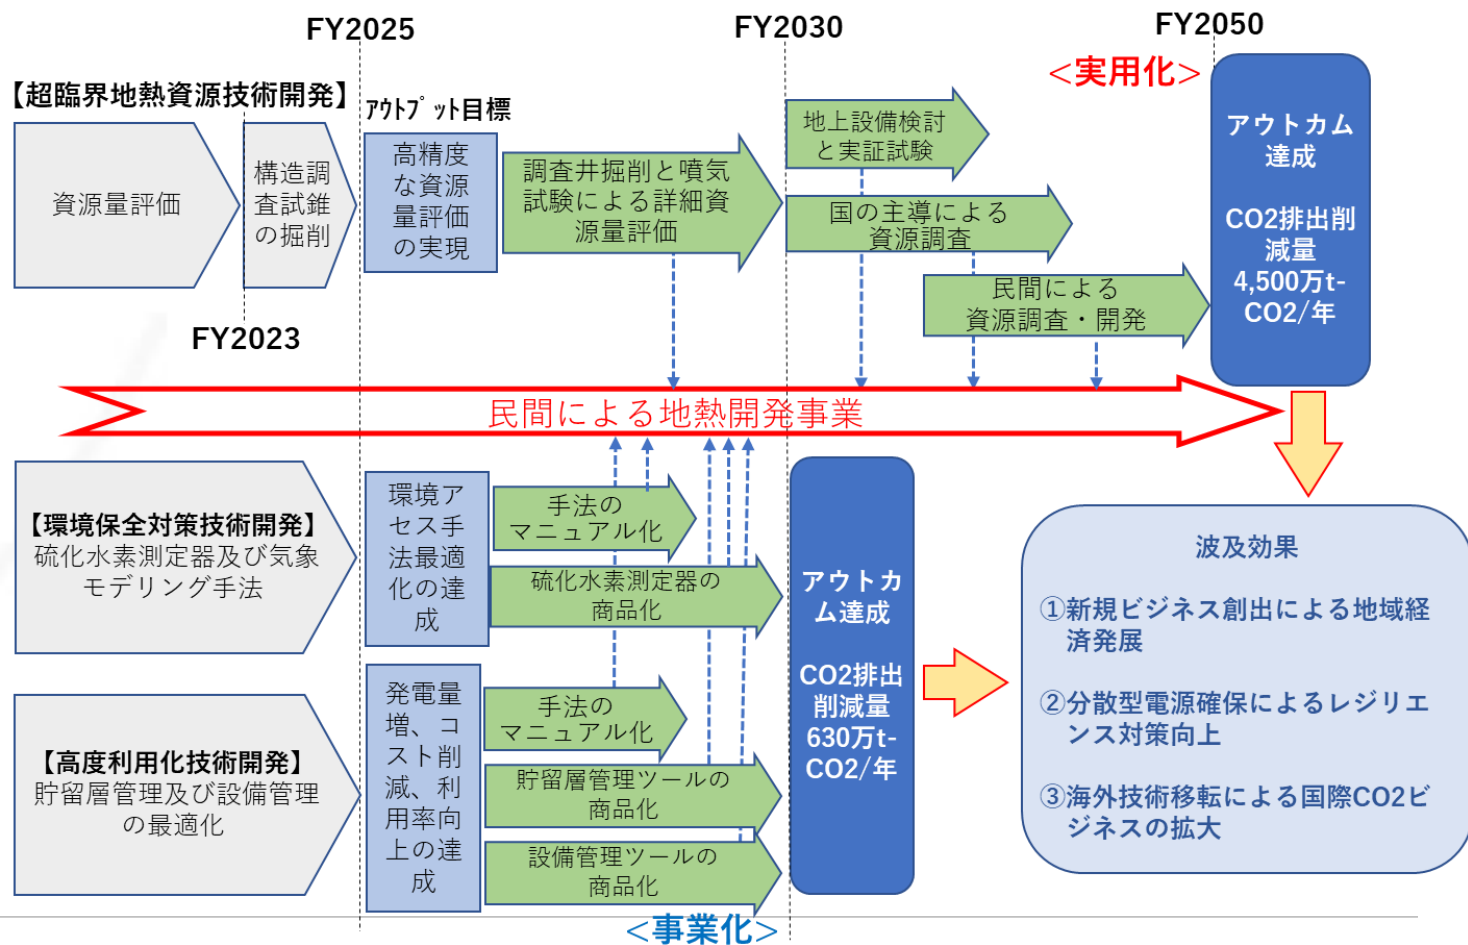 FY2025
FY2030
FY2050
<実用化>
【超臨界地熱資源技術開発】
ｱｳﾄﾌﾟｯﾄ目標
資源量評価
構造調
査試錐
の掘削
高精度
な資源
量評価
の実現
調査井掘削と噴気
試験による詳細資
源量評価
地上設備検討
と実証試験
国の主導による
資源調査
民間による
資源調査・開発
アウトカム
達成
CO2排出削
減量
4,500万t-
CO2/年
FY2023
民間による地熱開発事業
【環境保全対策技術開発】
硫化水素測定器及び気象
モデリング手法
環境ア
セス手
法最適
化の達
成
手法の
マニュアル化
硫化水素測定器の
商品化
【高度利用化技術開発】
貯留層管理及び設備管理
の最適化
発電量
増、コ
スト削
減、利
用率向
上の達
成
手法の
マニュアル化
貯留層管理ツールの
商品化
設備管理ツールの
商品化
アウトカ
ム達成
CO2排出
削減量
630万t-
CO2/年
<事業化>
波及効果
①新規ビジネス創出による地域経
済発展
②分散型電源確保によるレジリエ
ンス対策向上
③海外技術移転による国際CO2ビ
ジネスの拡大